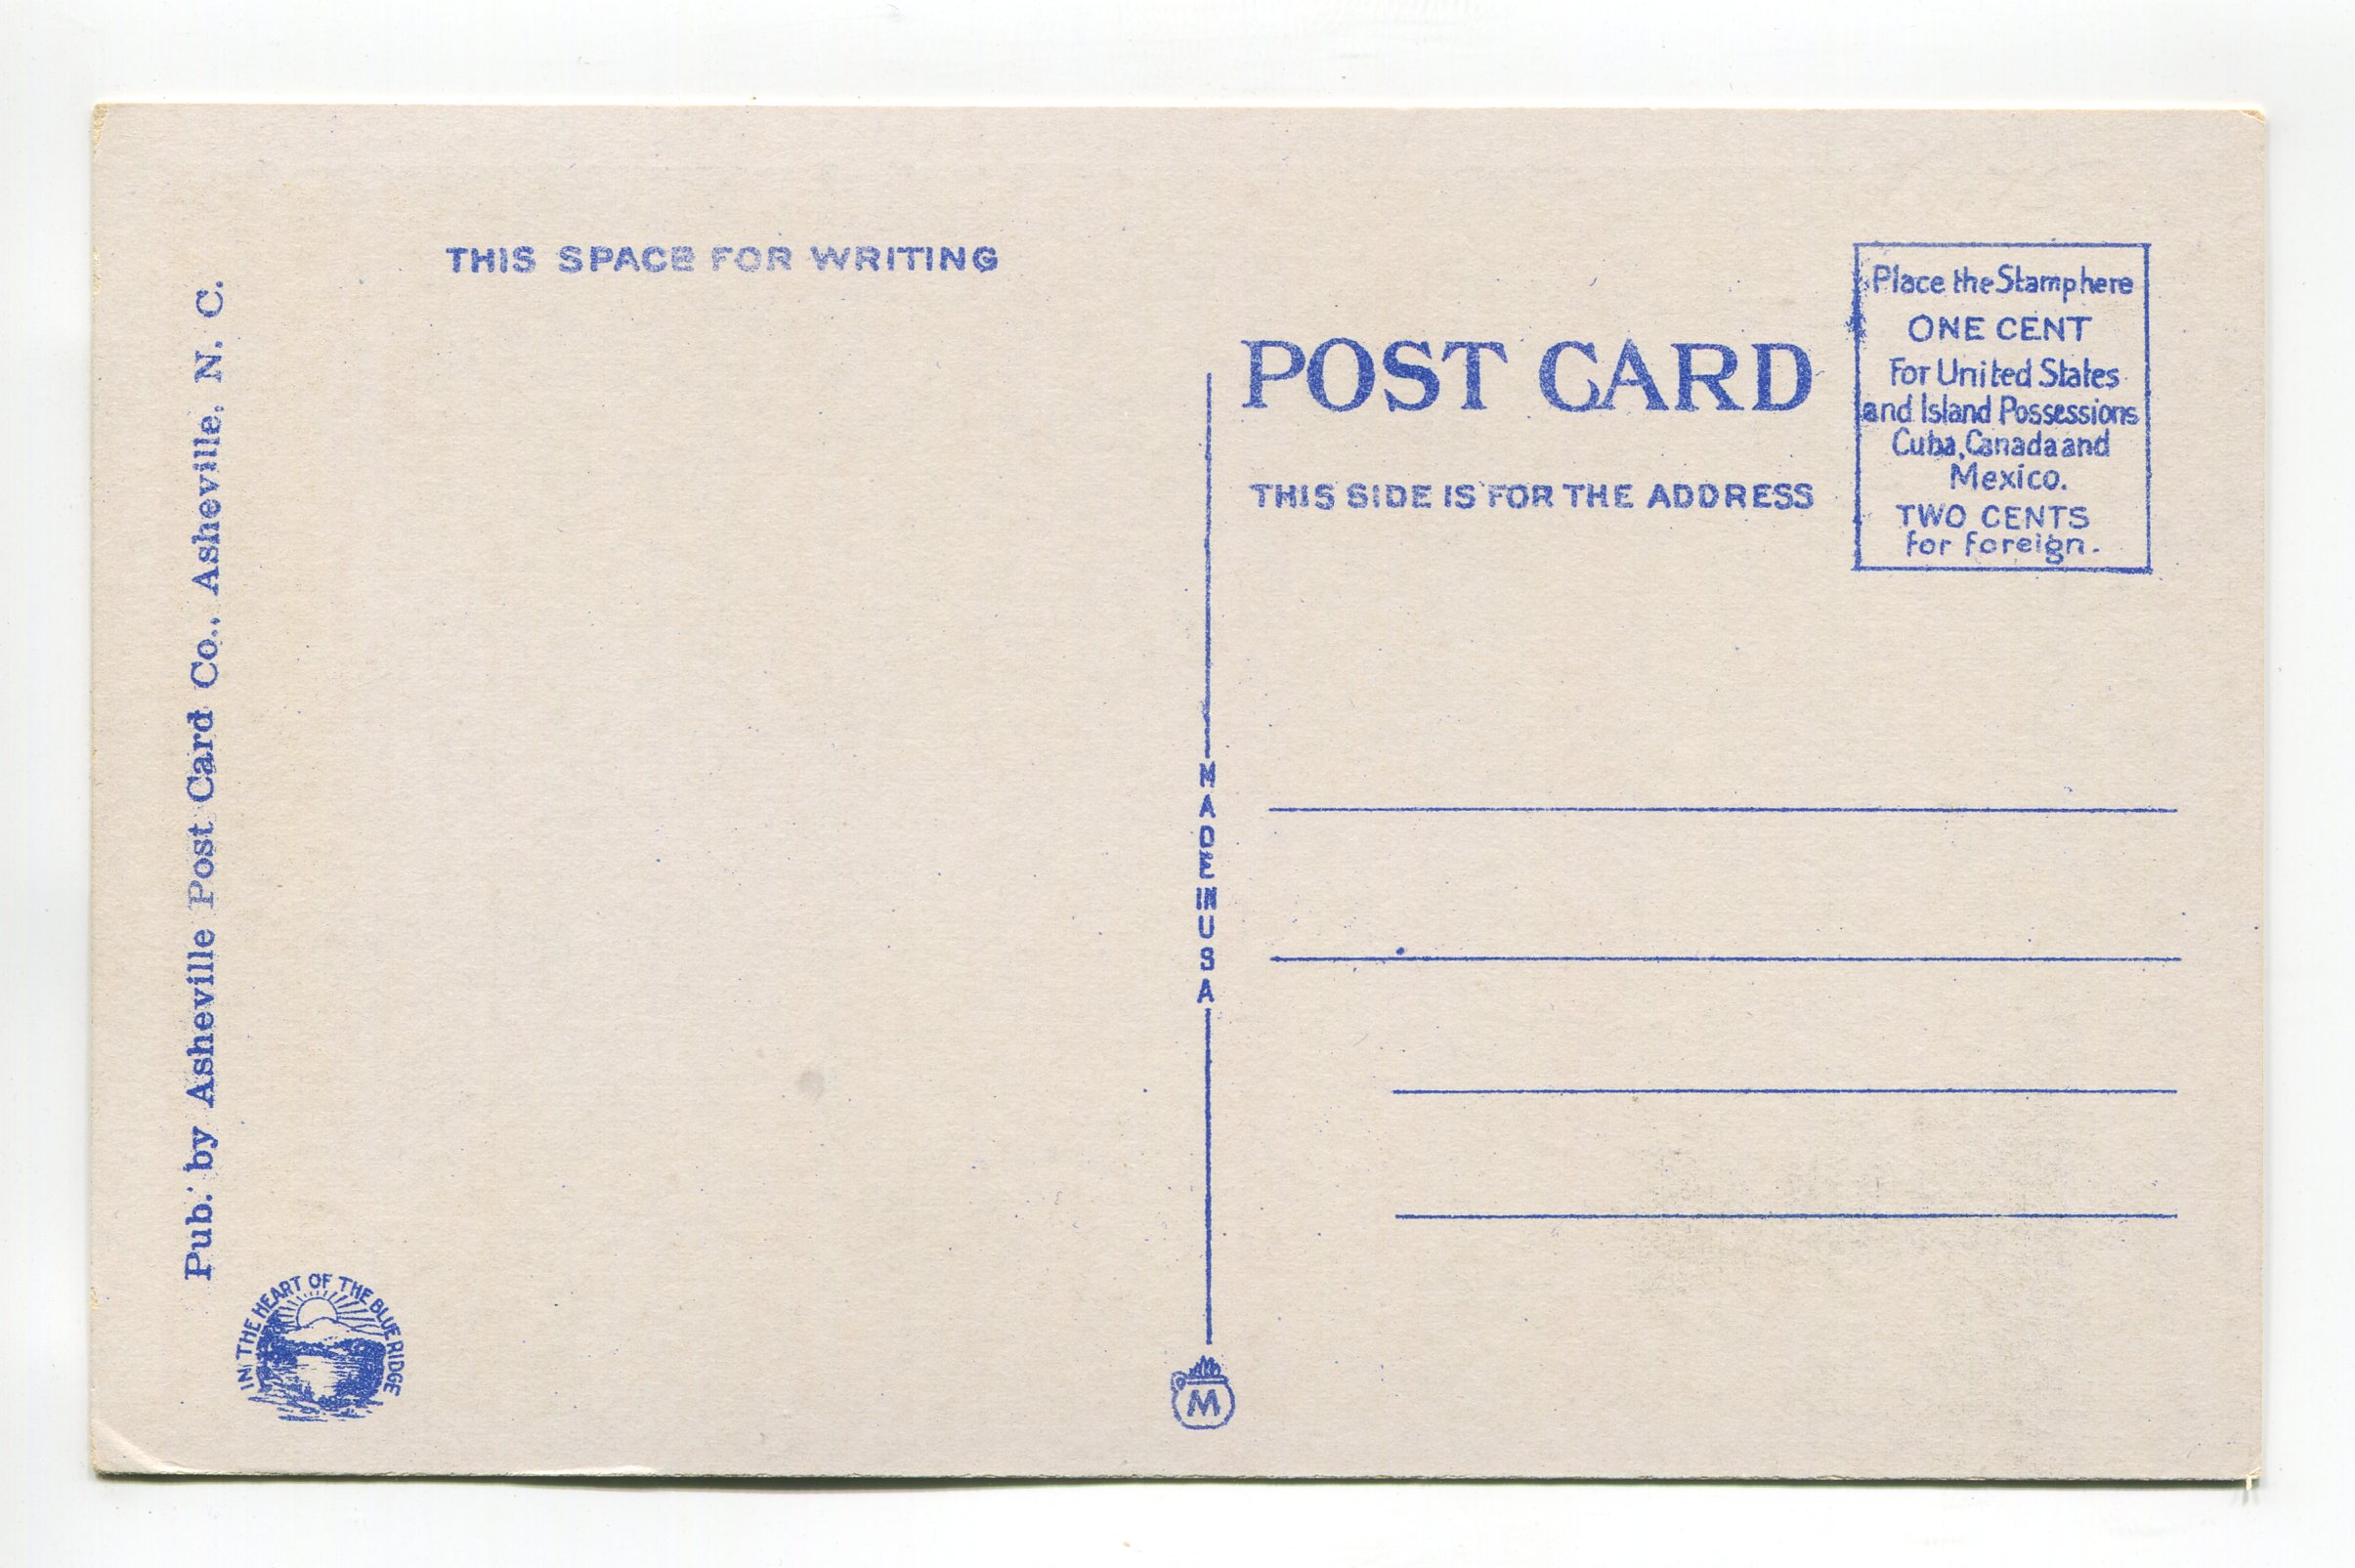 THIS SPACE FOR WRITING
Pub. by Asheville Post Card Co., Asheville, N. C.
IN THE HEART OF THE BLUE RIDGE
POST CARD
THIS SIDE IS FOR THE ADDRESS
Place the Stamp here
ONE CENT
For United States
and Island Possessions
Cuba, Canada and
Mexico.
TWO CENTS
for foreign.
MADE IN USA
M